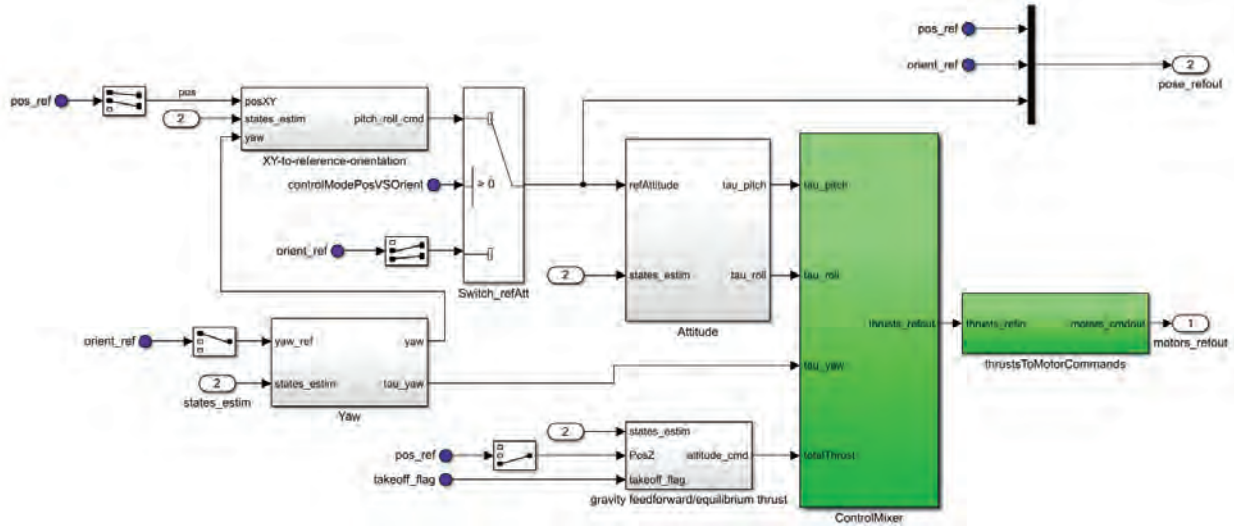 pos_ref
orient_ref
2
pose_refout
pos_ref
pos
2
posXY
states_estim
yaw
pitch_roll_cmd
XY-to-reference-orientation
controlModePosVSOrient
≥ 0
orient_ref
Switch_refAtt
refAttitude
tau_pitch
2
states_estim
tau_roll
Attitude
tau_pitch
tau_roll
thrusts_refout
tau_yaw
totalThrust
ControlMixer
thrusts_refin
motors_cmdout
thrustsToMotorCommands
1
motors_refout
orient_ref
yaw_ref
yaw
2
states_estim
states_estim
tau_yaw
Yaw
2
states_estim
pos_ref
PosZ
altitude_cmd
takeoff_flag
takeoff_flag
gravity feedforward/equilibrium thrust